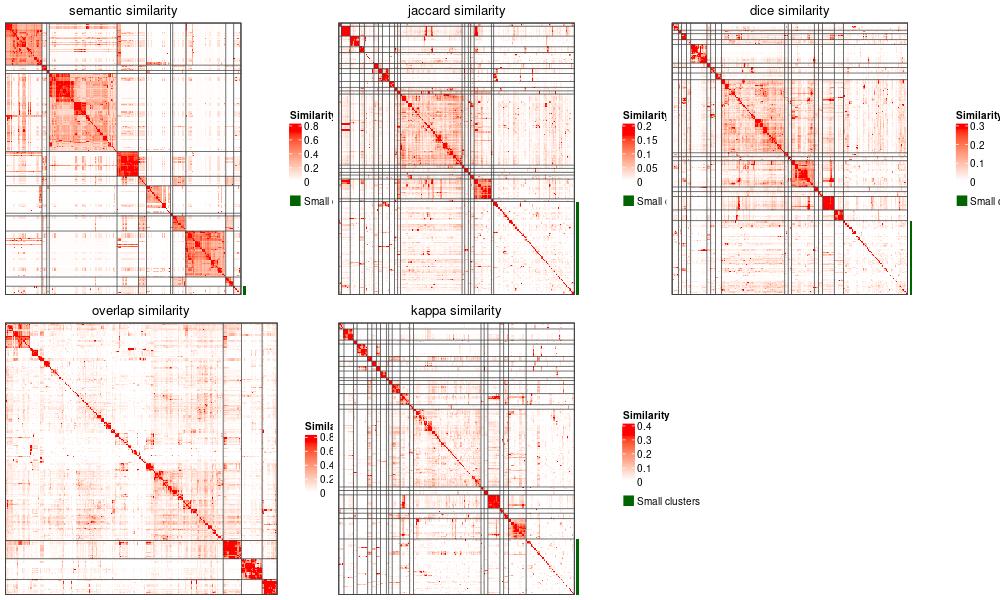 semantic similarity
jaccard similarity
dice similarity
Similarity
0.8
0.6
0.4
0.2
0
Small
Similarity
0.2
0.15
0.1
0.05
0
Small
Similarity
0.3
0.2
0.1
0
Small
overlap similarity
kappa similarity
Simila
0.8
0.6
0.4
0.2
0
Similarity
0.4
0.3
0.2
0.1
0
Small clusters